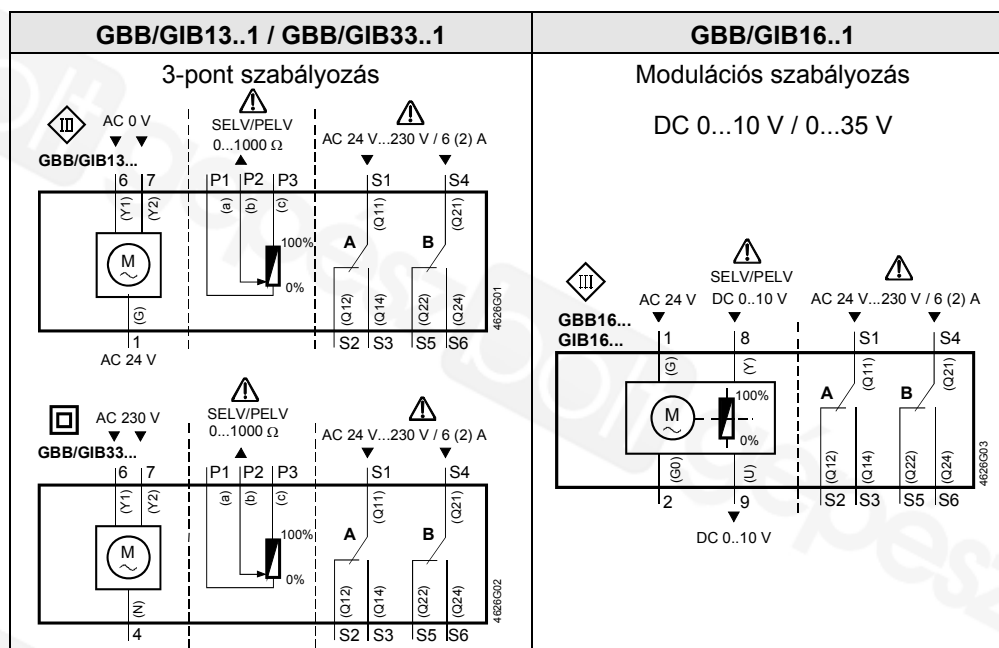 GBB/GIB13..1 / GBB/GIB33..1
3-pont szabályozás
III
AC 0 V
SELV/PELV
0...1000 Ω
AC 24 V...230 V / 6 (2) A
GBB/GIB13...
6 7 P1 P2 P3 S1 S4
(Y1) (Y2) (a) (b) (c) (Q11) (Q21)
M
100%
0%
A B
(G) (Q12) (Q14) (Q22) (Q24)
1 S2 S3 S5 S6
AC 24 V
4626G01
AC 230 V
SELV/PELV
0...1000 Ω
AC 24 V...230 V / 6 (2) A
GBB/GIB33...
6 7 P1 P2 P3 S1 S4
(Y1) (Y2) (a) (b) (c) (Q11) (Q21)
M
100%
0%
A B
(N) (Q12) (Q14) (Q22) (Q24)
4 S2 S3 S5 S6
4626G02
GBB/GIB16..1
Modulációs szabályozás
DC 0...10 V / 0...35 V
III
SELV/PELV
AC 24 V DC 0..10 V AC 24 V...230 V / 6 (2) A
GBB16...
GIB16...
1 8 S1 S4
(G) (Y) (Q11) (Q21)
M
100%
0%
A B
(G0) (U) (Q12) (Q14) (Q22) (Q24)
2 9 S2 S3 S5 S6
DC 0..10 V
4626G03